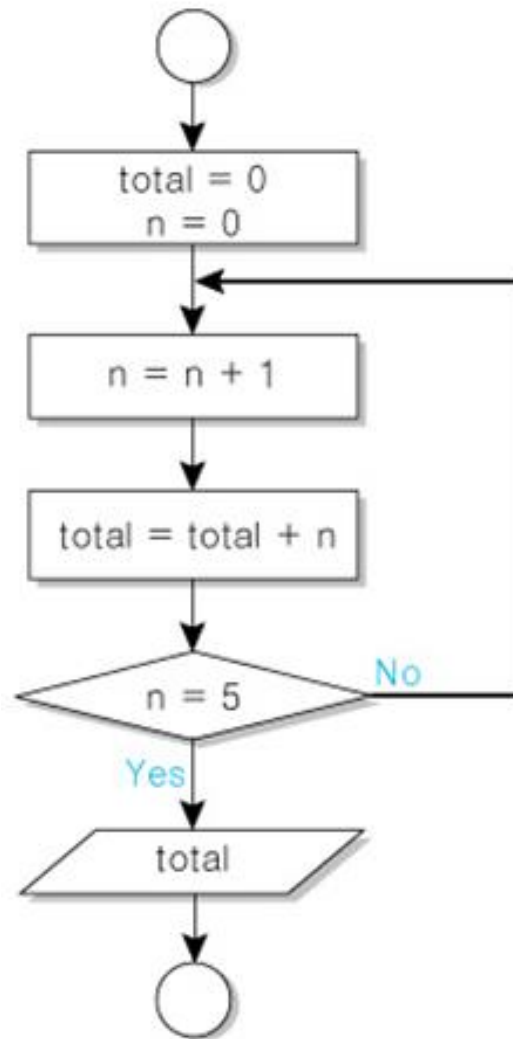 total = 0
n = 0
n = n + 1
total = total + n
n = 5
No
Yes
total